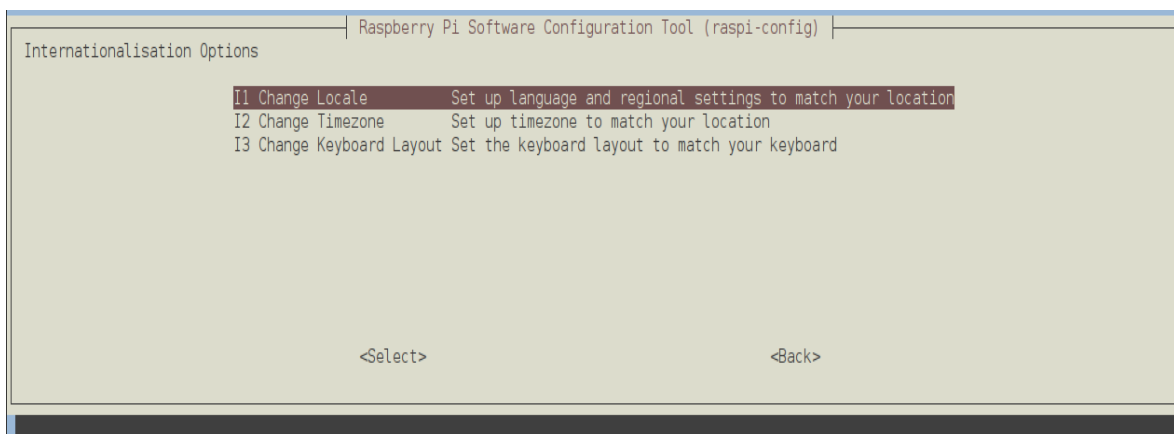 Raspberry Pi Software Configuration Tool (raspi-config)
Internationalisation Options
I1 Change Locale Set up language and regional settings to match your location
I2 Change Timezone Set up timezone to match your location
I3 Change Keyboard Layout Set the keyboard layout to match your keyboard
<Select> <Back>